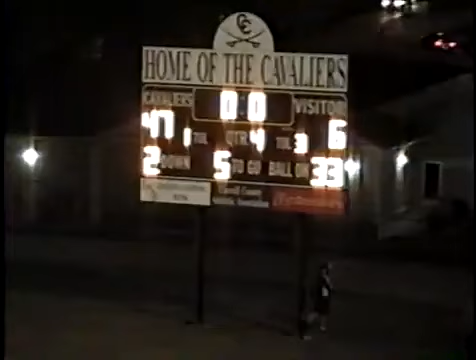 CC
HOME OF THE CAVALIERS
CAVALIERS 0:0 VISITOR
47 1 TOL QTR 4 TOL 3 6
2 DOWN 5 TO GO BALL ON 33